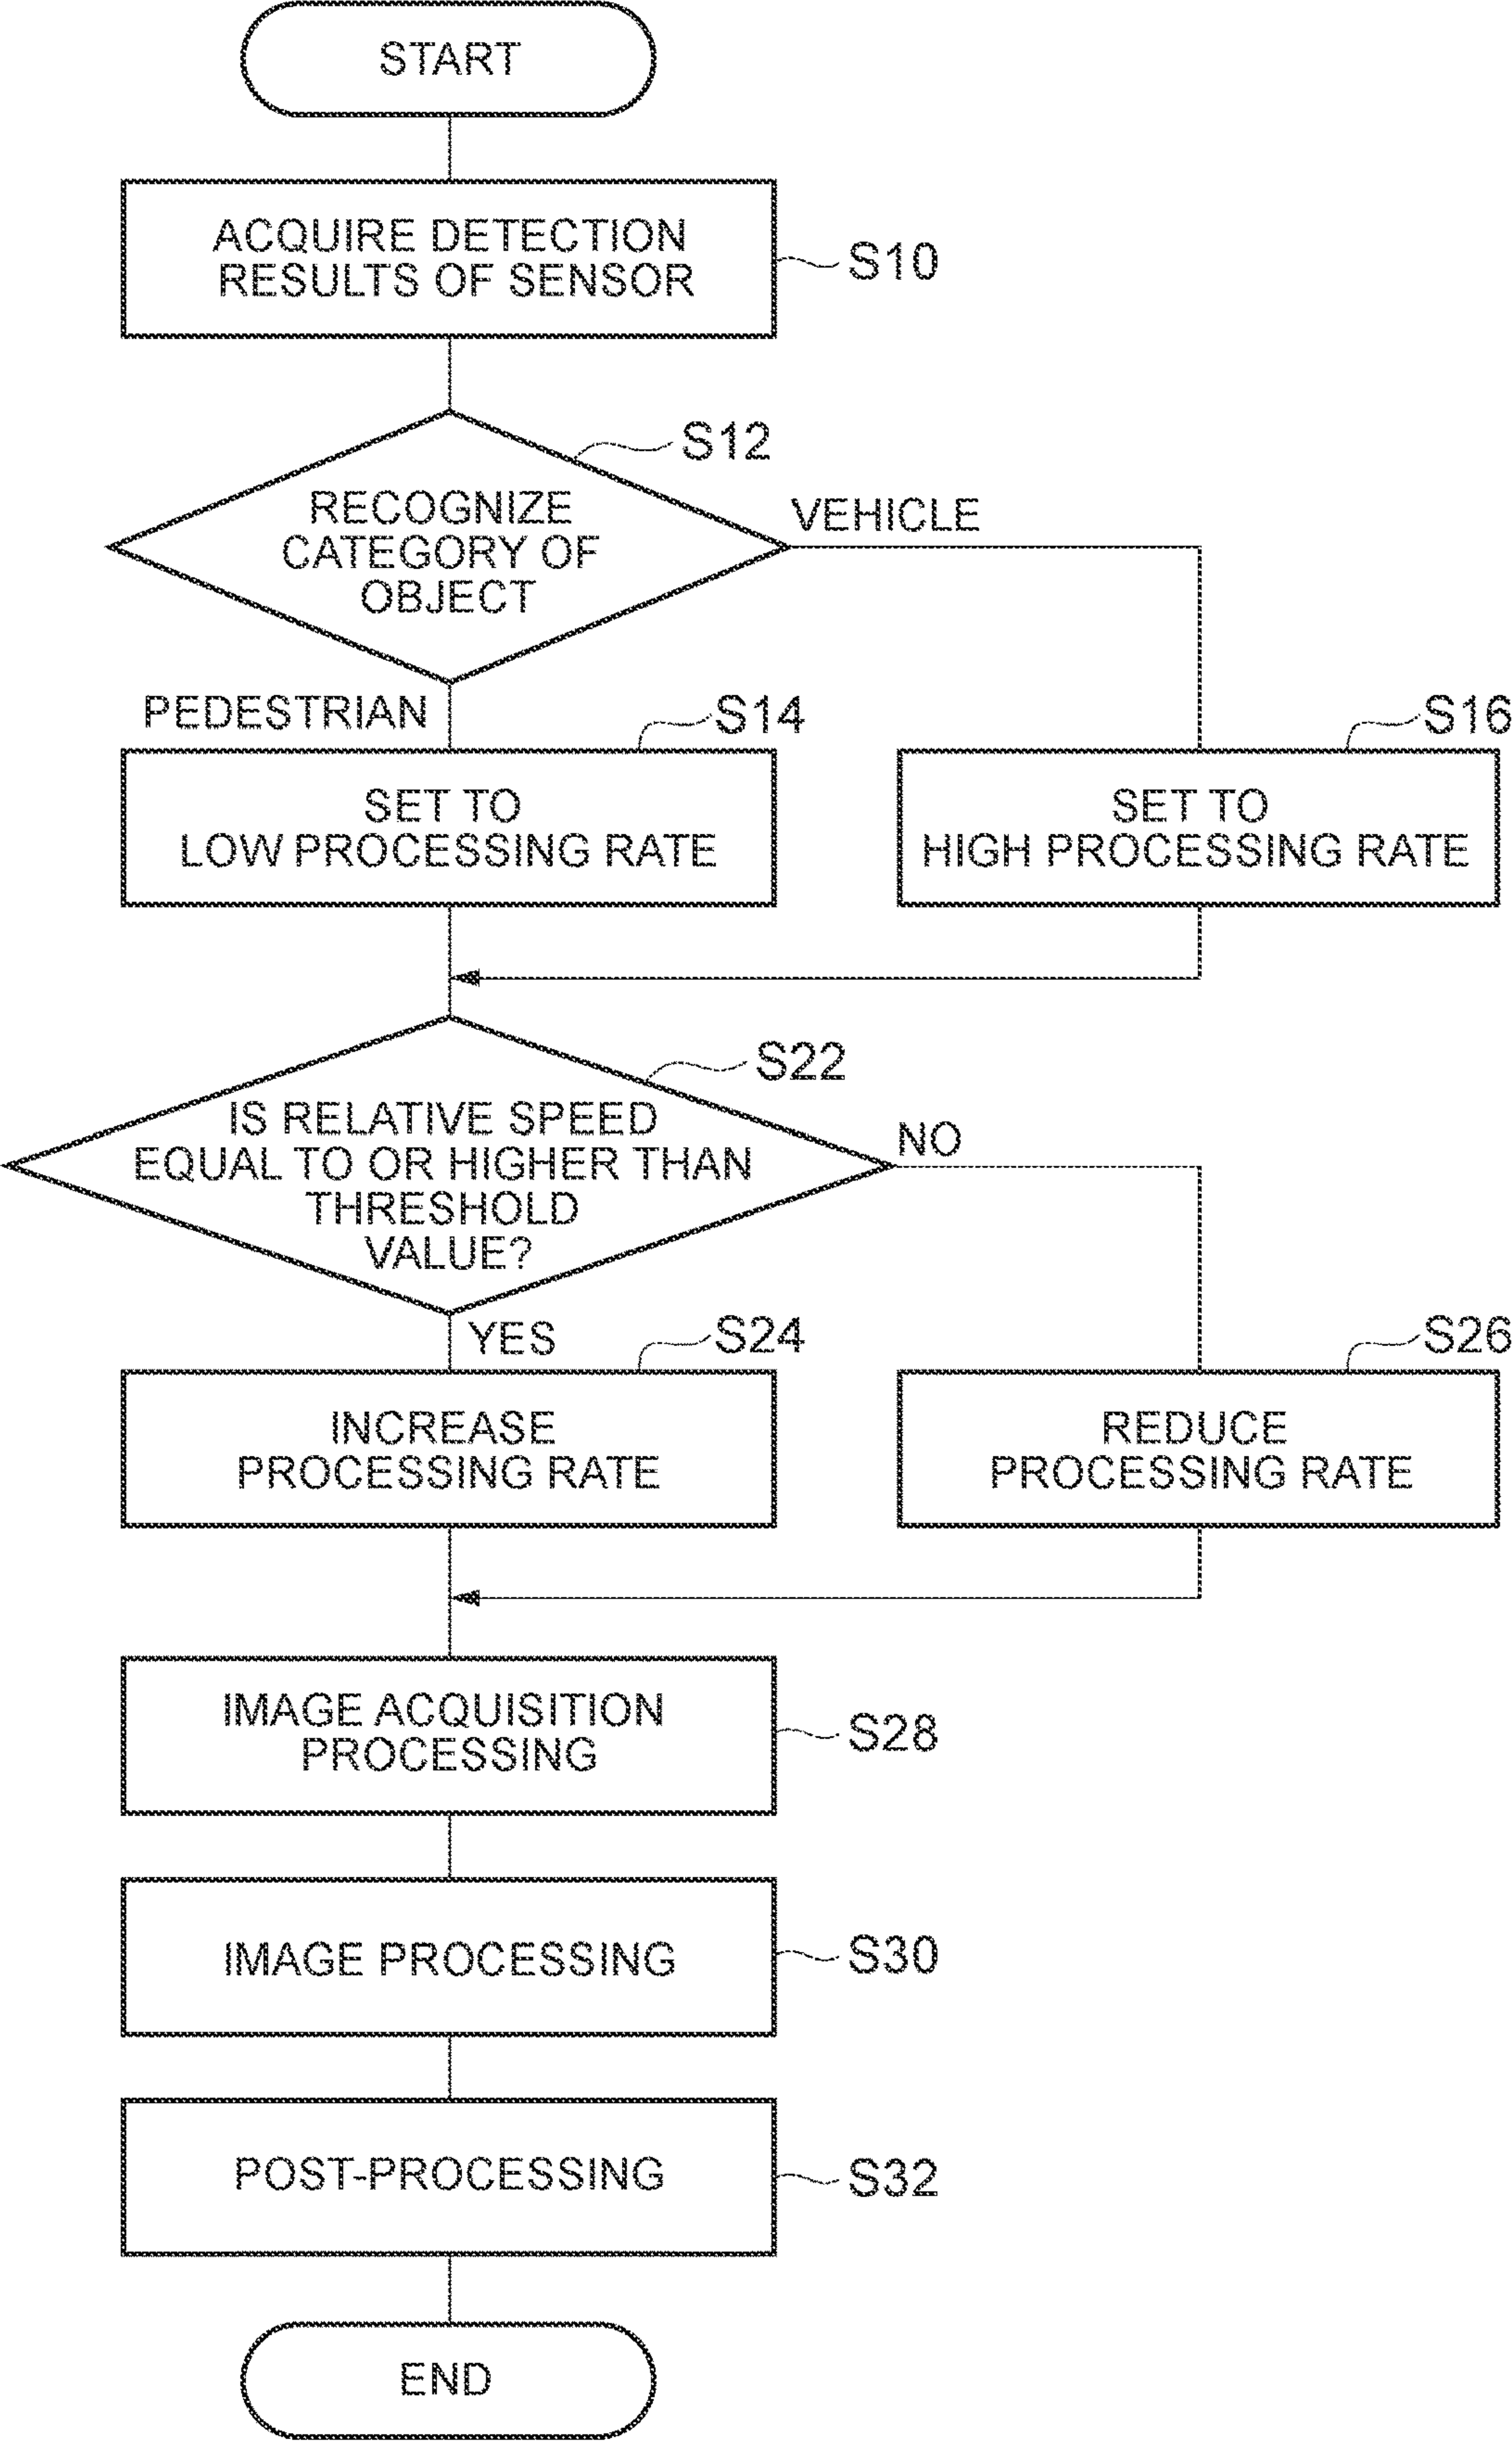 START
ACQUIRE DETECTION
RESULTS OF SENSOR
S10
S12
RECOGNIZE
CATEGORY OF
OBJECT
VEHICLE
PEDESTRIAN
S14
S16
SET TO
LOW PROCESSING RATE
SET TO
HIGH PROCESSING RATE
S22
IS RELATIVE SPEED
EQUAL TO OR HIGHER THAN
THRESHOLD
VALUE?
NO
YES
S24
S26
INCREASE
PROCESSING RATE
REDUCE
PROCESSING RATE
IMAGE ACQUISITION
PROCESSING
S28
IMAGE PROCESSING
S30
POST-PROCESSING
S32
END